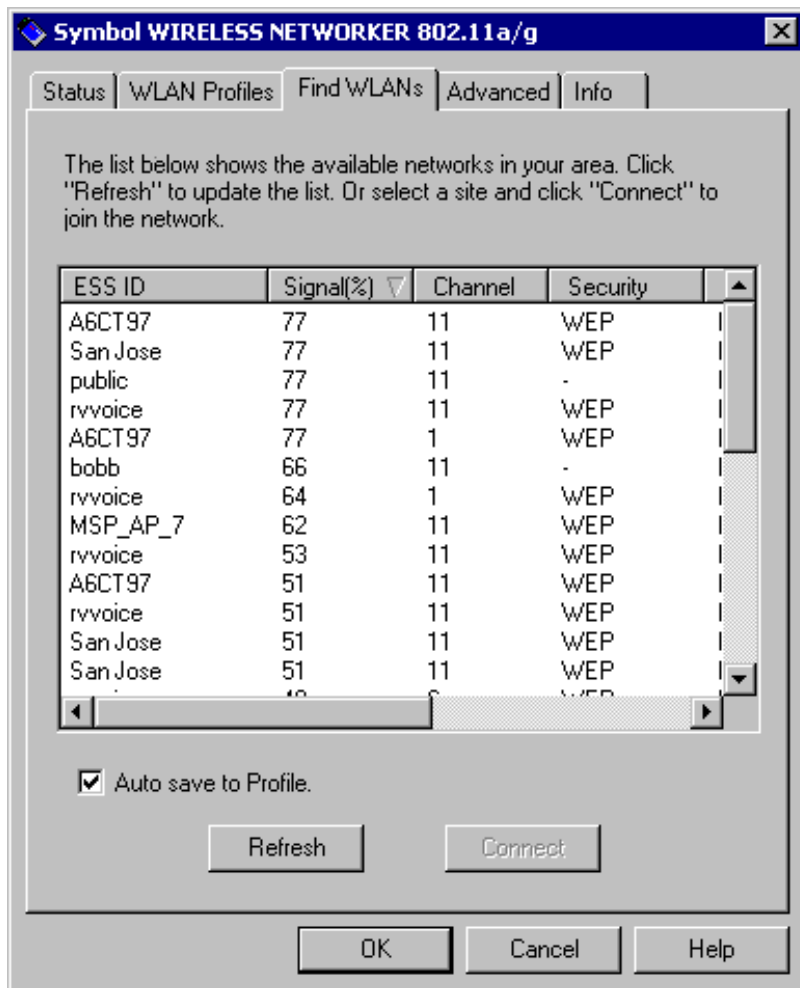 Symbol WIRELESS NETWORKER 802.11a/g
Status WLAN Profiles Find WLANs Advanced Info
The list below shows the available networks in your area. Click
"Refresh" to update the list. Or select a site and click "Connect" to
join the network.
ESS ID Signal(%) Channel Security
A6CT97 77 11 WEP
San Jose 77 11 WEP
public 77 11 -
rvvoice 77 11 WEP
A6CT97 77 1 WEP
bobb 66 11 -
rvvoice 64 1 WEP
MSP_AP_7 62 11 WEP
rvvoice 53 11 WEP
A6CT97 51 11 WEP
rvvoice 51 11 WEP
San Jose 51 11 WEP
San Jose 51 11 WEP
Auto save to Profile.
Refresh Connect
OK Cancel Help